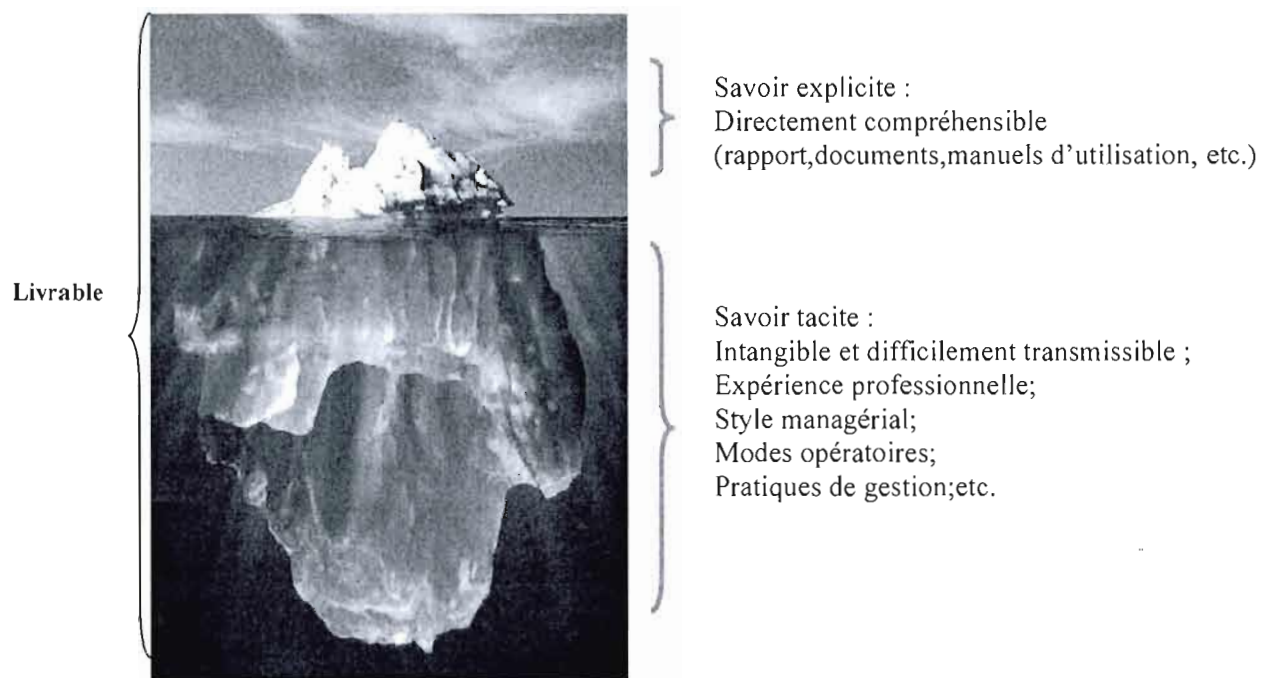 Savoir explicite :
Directement compréhensible
(rapport,documents,manuels d'utilisation, etc.)
Livrable
Savoir tacite :
Intangible et difficilement transmissible ;
Expérience professionnelle;
Style managérial;
Modes opératoires;
Pratiques de gestion;etc.